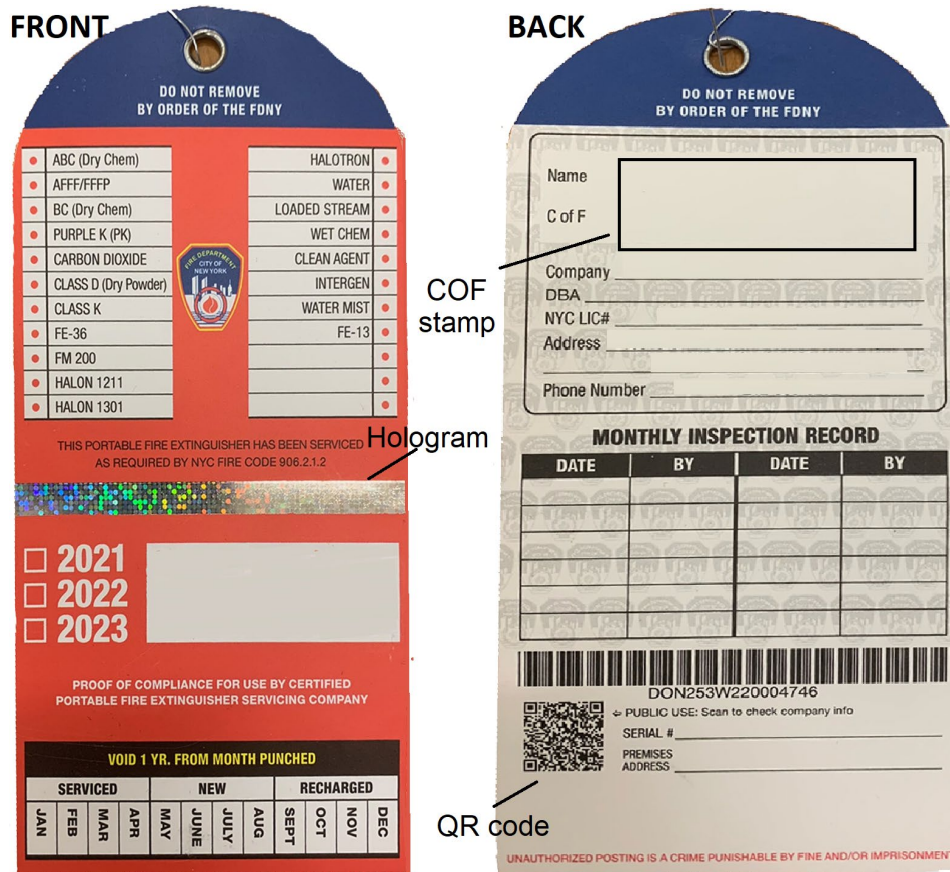 FRONT
DO NOT REMOVE
BY ORDER OF THE FDNY
ABC (Dry Chem)
AFFF/FFFP
BC (Dry Chem)
PURPLE K (PK)
CARBON DIOXIDE
CLASS D (Dry Powder)
CLASS K
FE-36
FM 200
HALON 1211
HALON 1301
HALOTRON
WATER
LOADED STREAM
WET CHEM
CLEAN AGENT
INTERGEN
WATER MIST
FE-13
FIRE DEPARTMENT
CITY OF
NEW YORK
THIS PORTABLE FIRE EXTINGUISHER HAS BEEN SERVICED
AS REQUIRED BY NYC FIRE CODE 906.2.1.2
Hologram
2021
2022
2023
PROOF OF COMPLIANCE FOR USE BY CERTIFIED
PORTABLE FIRE EXTINGUISHER SERVICING COMPANY
VOID 1 YR. FROM MONTH PUNCHED
SERVICED NEW RECHARGED
JAN FEB MAR APR MAY JUNE JULY AUG SEPT OCT NOV DEC
BACK
DO NOT REMOVE
BY ORDER OF THE FDNY
Name
C of F
COF
stamp
Company
DBA
NYC LIC#
Address
Phone Number
MONTHLY INSPECTION RECORD
DATE BY DATE BY
DON253W220004746
⇦ PUBLIC USE: Scan to check company info
SERIAL #
PREMISES
ADDRESS
QR code
UNAUTHORIZED POSTING IS A CRIME PUNISHABLE BY FINE AND/OR IMPRISONMEN